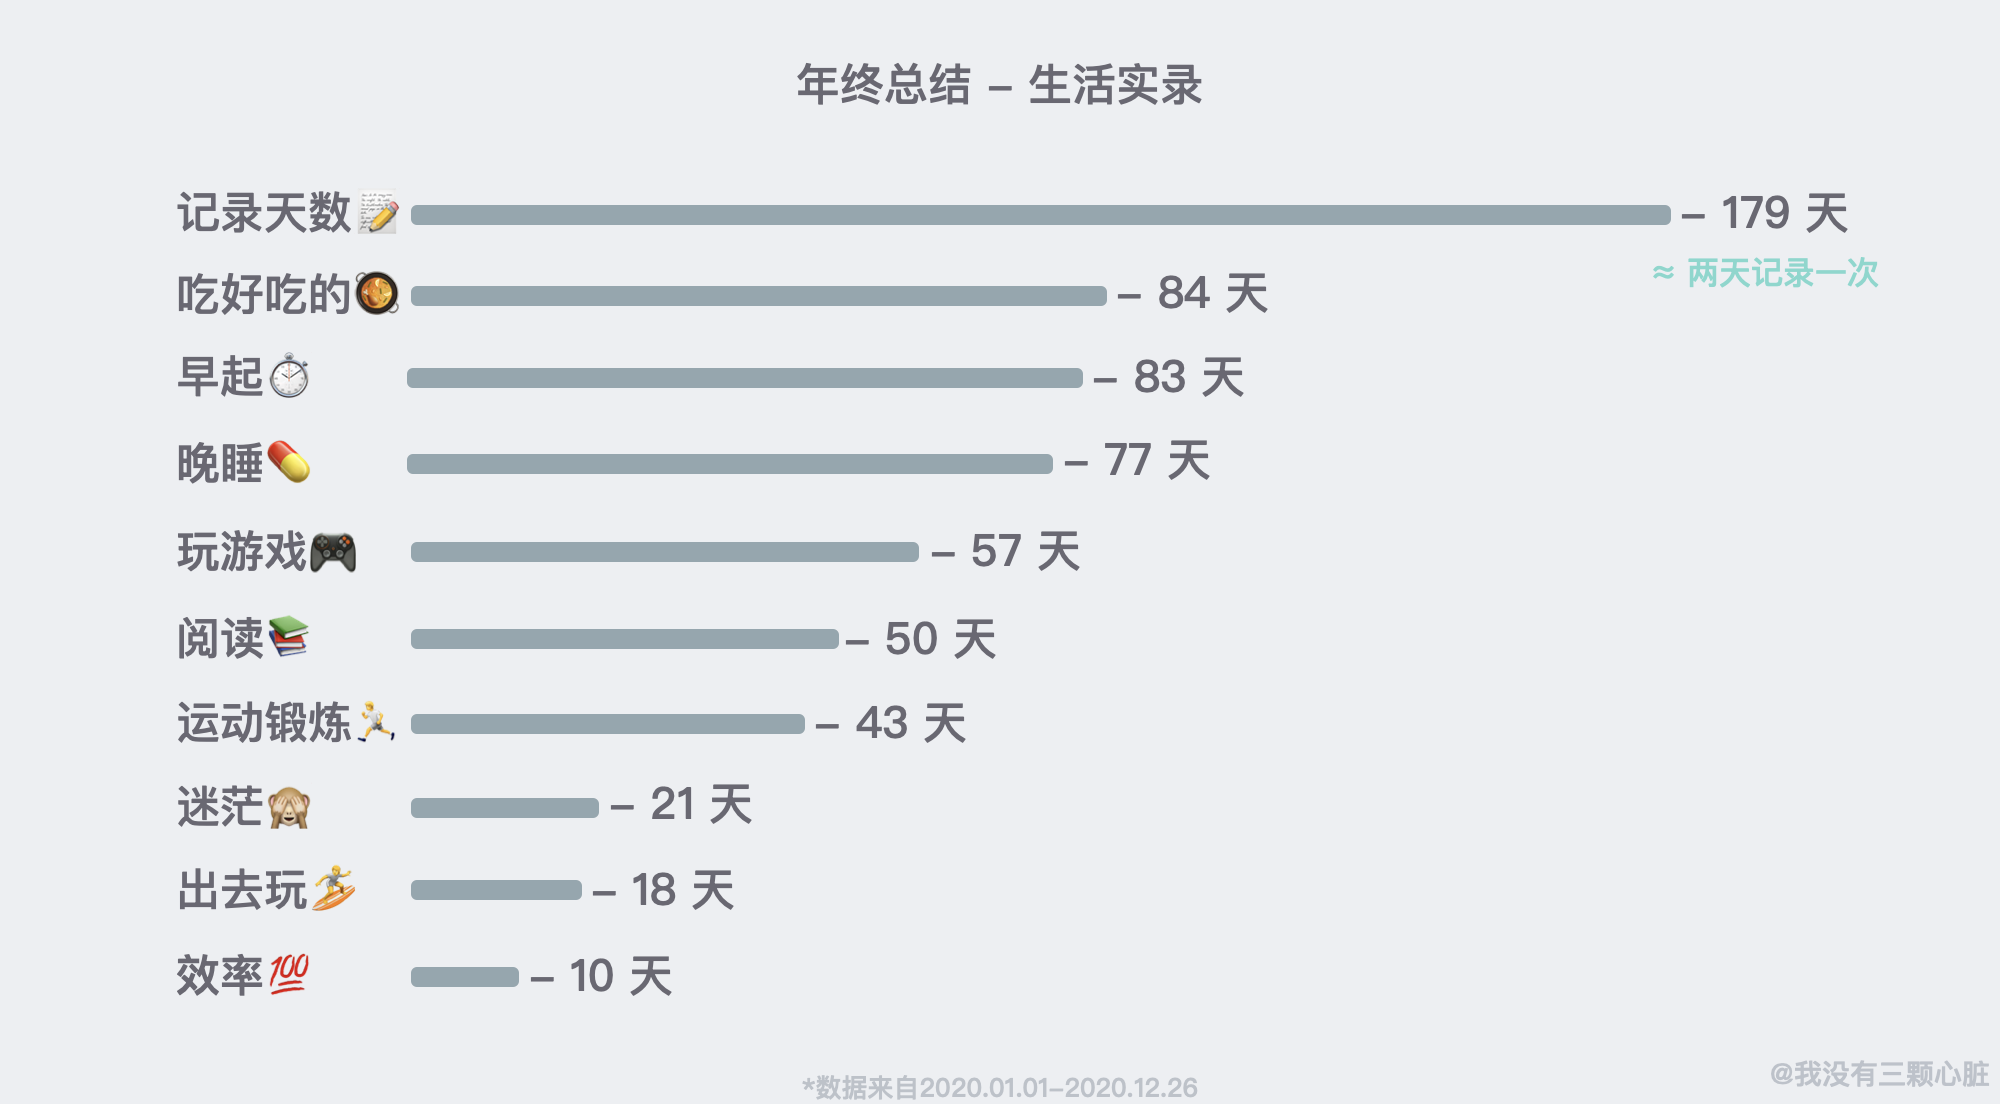 年终总结 – 生活实录
记录天数📝 – 179 天
≈ 两天记录一次
吃好吃的🥘 – 84 天
早起⏱ – 83 天
晚睡💊 – 77 天
玩游戏🎮 – 57 天
阅读📚 – 50 天
运动锻炼🏃 – 43 天
迷茫🙈 – 21 天
出去玩🏄 – 18 天
效率💯 – 10 天
@我没有三颗心脏
*数据来自2020.01.01–2020.12.26